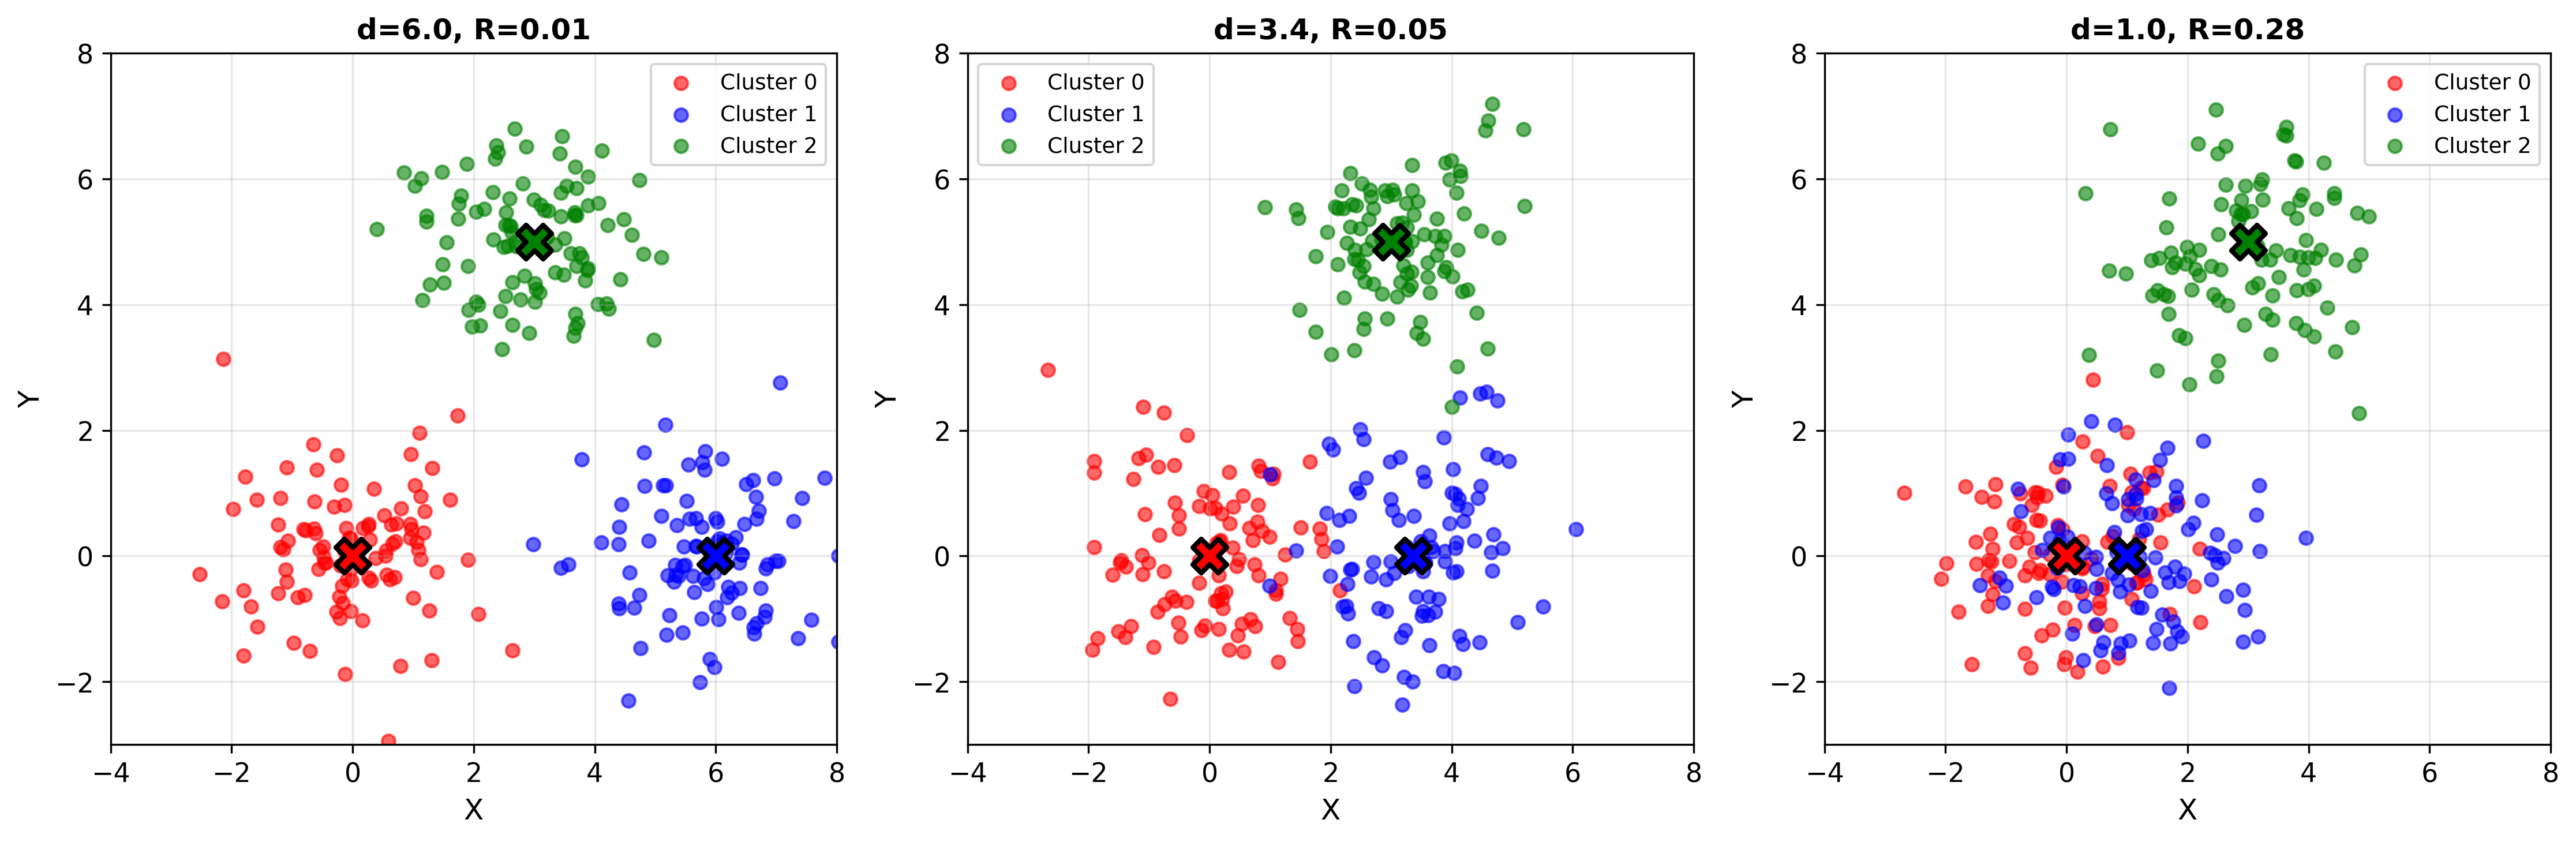 d=6.0, R=0.01
Cluster 0
Cluster 1
Cluster 2
8
6
4
2
0
−2
Y
−4 −2 0 2 4 6 8
X
d=3.4, R=0.05
Cluster 0
Cluster 1
Cluster 2
8
6
4
2
0
−2
Y
−4 −2 0 2 4 6 8
X
d=1.0, R=0.28
Cluster 0
Cluster 1
Cluster 2
8
6
4
2
0
−2
Y
−4 −2 0 2 4 6 8
X